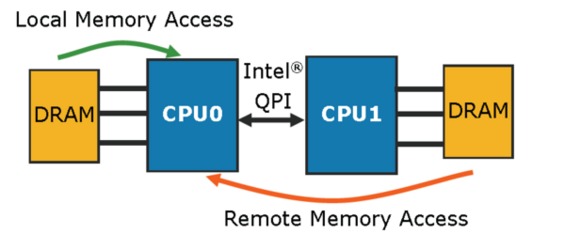 Local Memory Access
Intel®
QPI
DRAM
CPU0
CPU1
DRAM
Remote Memory Access